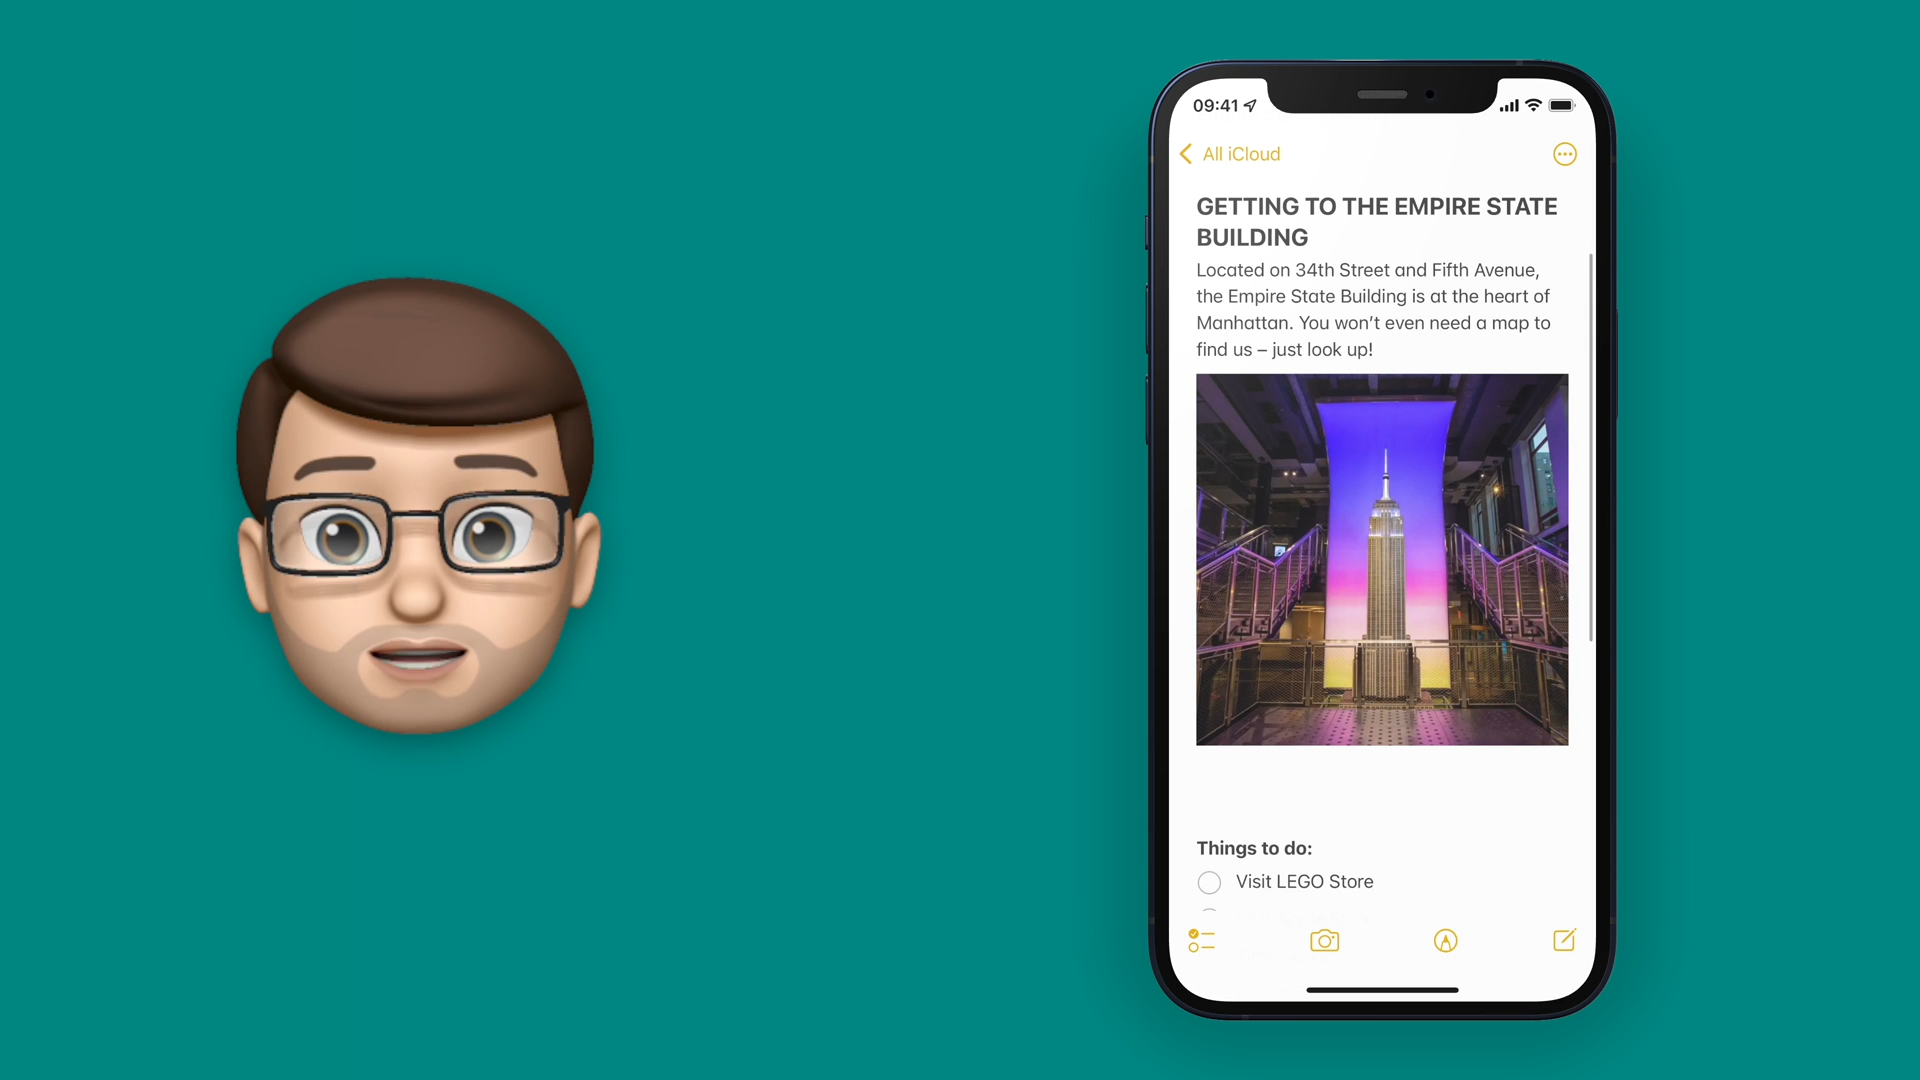 09:41
All iCloud
GETTING TO THE EMPIRE STATE
BUILDING
Located on 34th Street and Fifth Avenue,
the Empire State Building is at the heart of
Manhattan. You won’t even need a map to
find us – just look up!
Things to do:
Visit LEGO Store